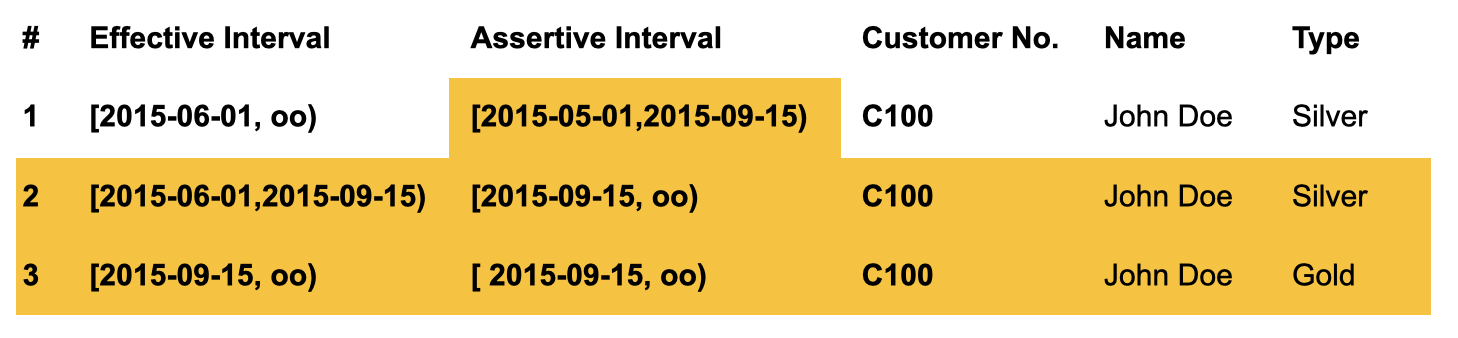 # Effective Interval Assertive Interval Customer No. Name Type
1 [2015-06-01, oo) [2015-05-01,2015-09-15) C100 John Doe Silver
2 [2015-06-01,2015-09-15) [2015-09-15, oo) C100 John Doe Silver
3 [2015-09-15, oo) [ 2015-09-15, oo) C100 John Doe Gold